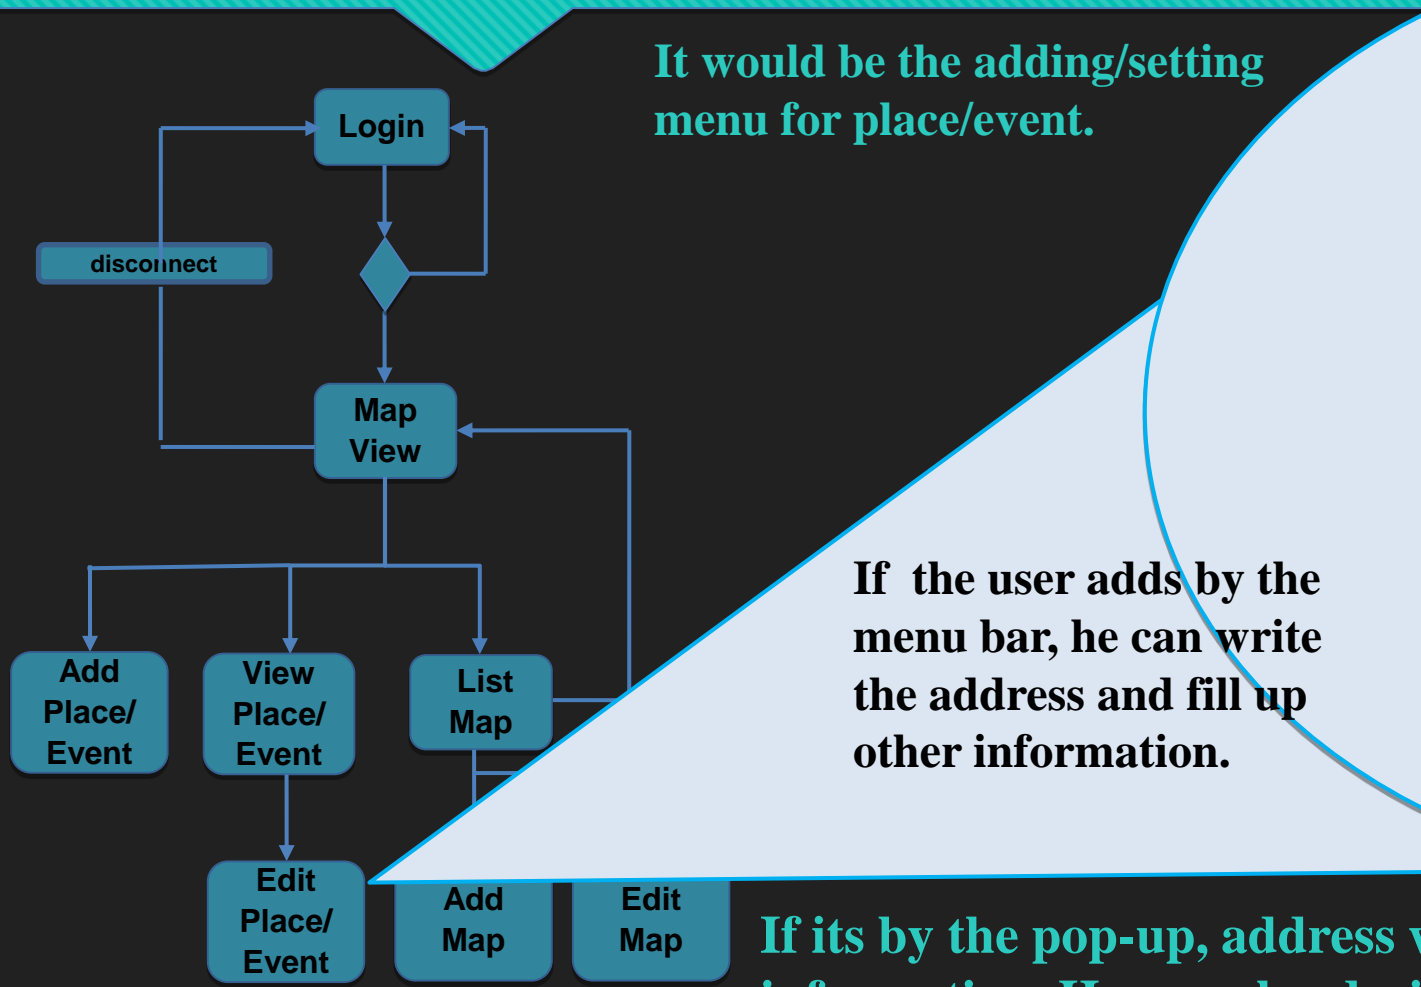 It would be the adding/setting
menu for place/event.
Login
disconnect
Map
View
If  the user adds by the
menu bar, he can write
the address and fill up
other information.
Add
Place/
Event
View
Place/
Event
List
Map
Edit
Place/
Event
Add
Map
Edit
Map
If its by the pop-up, address